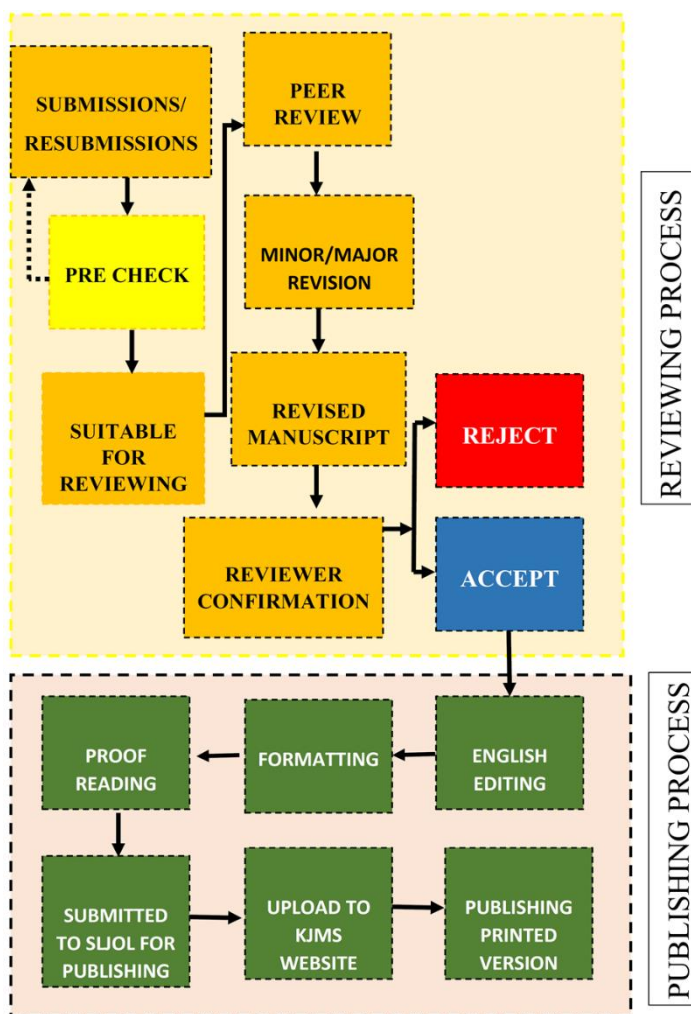 SUBMISSIONS/
RESUBMISSIONS
PRE CHECK
SUITABLE
FOR
REVIEWING
PEER
REVIEW
MINOR/MAJOR
REVISION
REVISED
MANUSCRIPT
REVIEWER
CONFIRMATION
REJECT
ACCEPT
REVIEWING PROCESS
ENGLISH
EDITING
FORMATTING
PROOF
READING
SUBMITTED
TO SLJOL FOR
PUBLISHING
UPLOAD TO
KJMS
WEBSITE
PUBLISHING
PRINTED
VERSION
PUBLISHING PROCESS